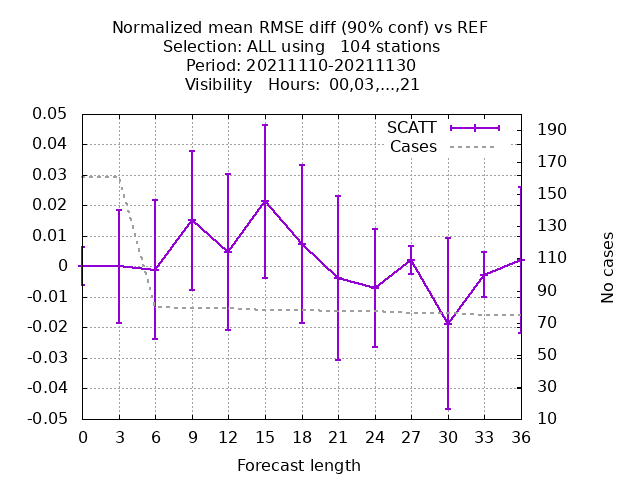 Normalized mean RMSE diff (90% conf) vs REF
Selection: ALL using   104 stations
Period: 20211110-20211130
Visibility   Hours:  00,03,...,21
SCATT
Cases
0.05
0.04
0.03
0.02
0.01
0
-0.01
-0.02
-0.03
-0.04
-0.05
190
170
150
130
110
90
70
50
30
10
No cases
0 3 6 9 12 15 18 21 24 27 30 33 36
Forecast length